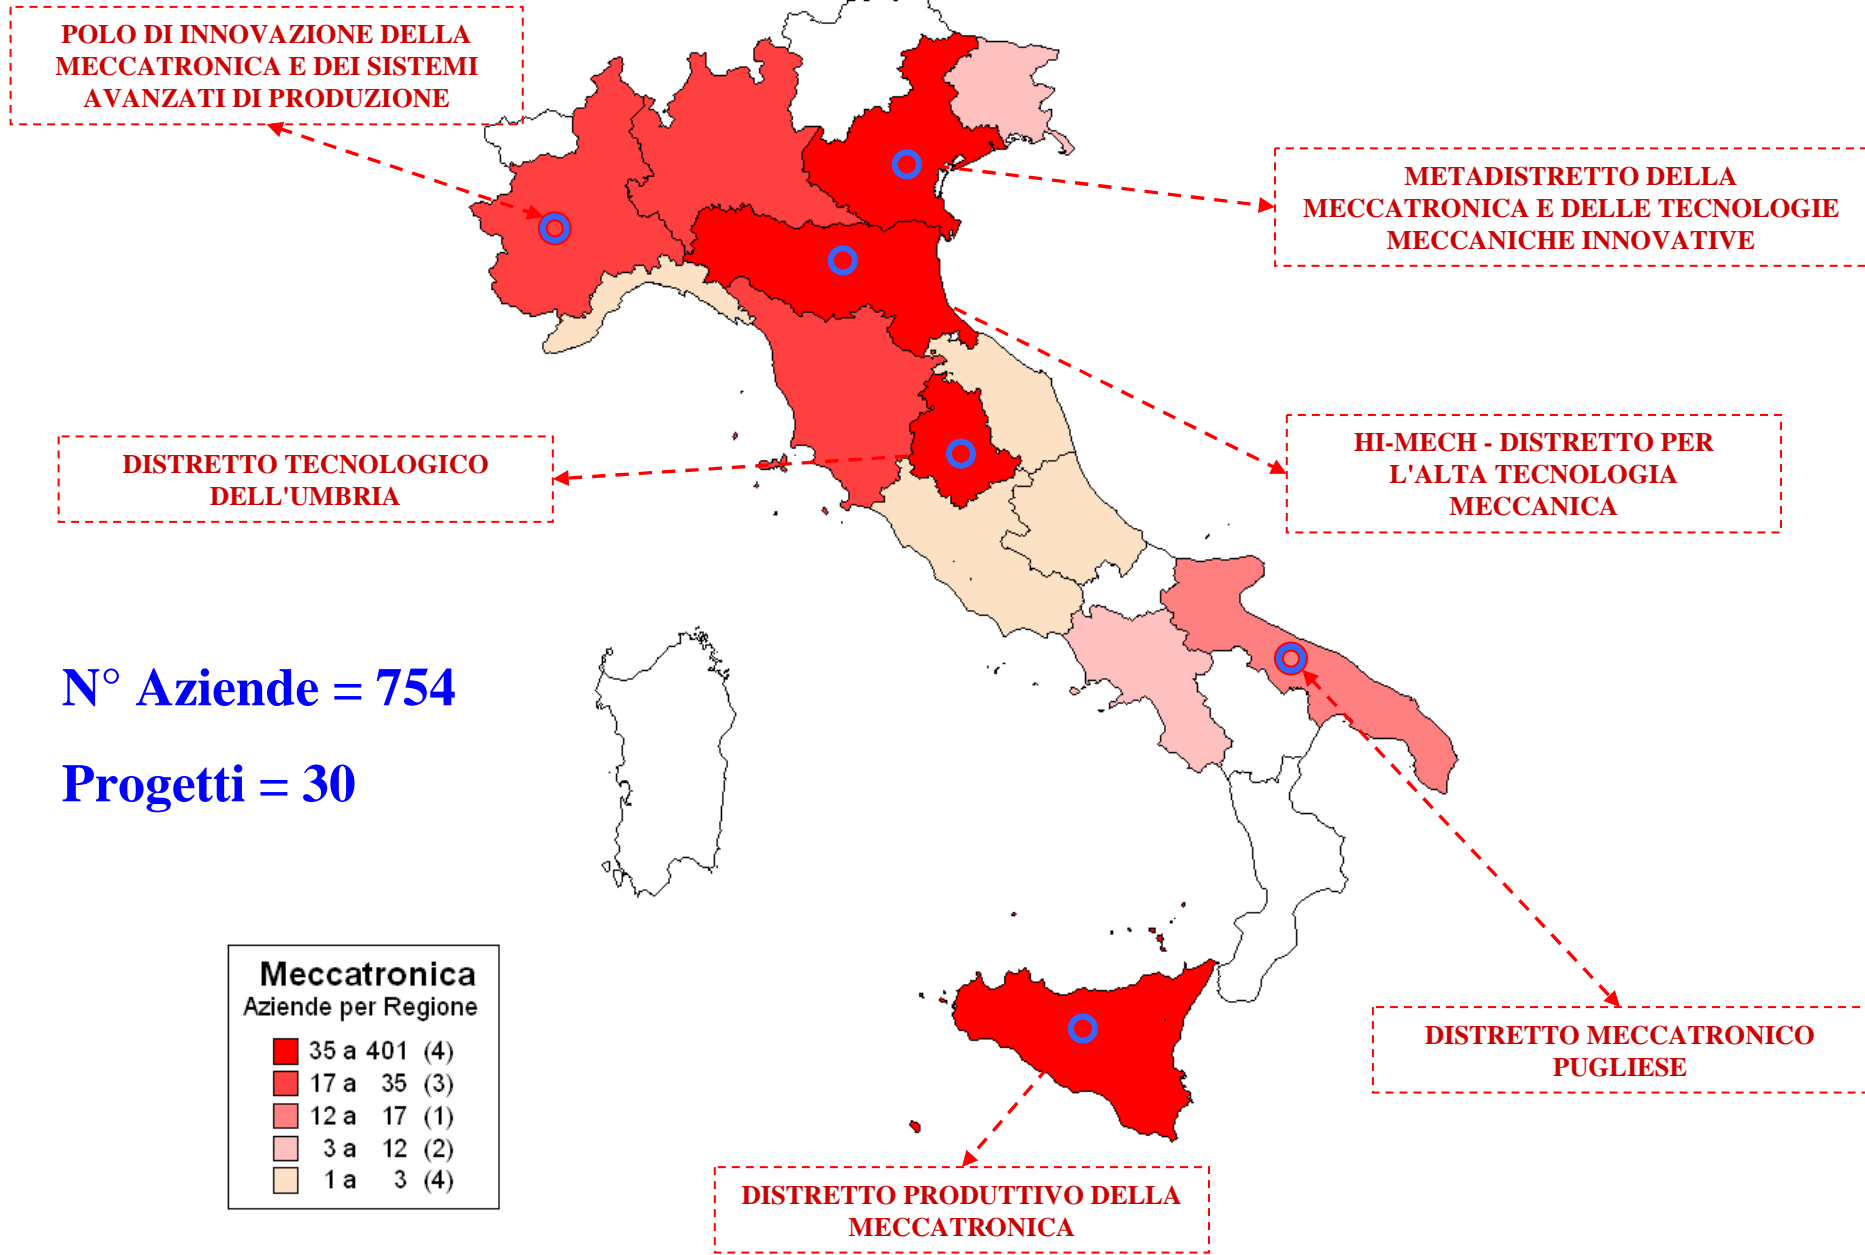 POLO DI INNOVAZIONE DELLA
MECCATRONICA E DEI SISTEMI
AVANZATI DI PRODUZIONE
METADISTRETTO DELLA
MECCATRONICA E DELLE TECNOLOGIE
MECCANICHE INNOVATIVE
DISTRETTO TECNOLOGICO
DELL'UMBRIA
HI-MECH - DISTRETTO PER
L'ALTA TECNOLOGIA
MECCANICA
N° Aziende = 754
Progetti = 30
Meccatronica
Aziende per Regione
35 a 401 (4)
17 a 35 (3)
12 a 17 (1)
3 a 12 (2)
1 a 3 (4)
DISTRETTO MECCATRONICO
PUGLIESE
DISTRETTO PRODUTTIVO DELLA
MECCATRONICA